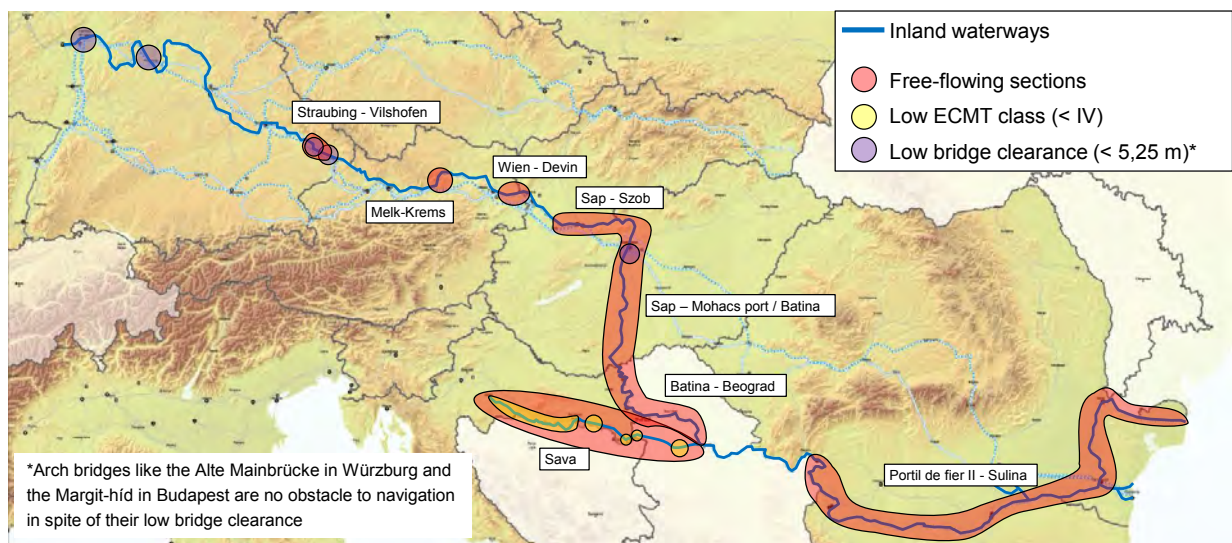 Inland waterways
Free-flowing sections
Low ECMT class (< IV)
Low bridge clearance (< 5,25 m)*
Straubing - Vilshofen
Wien - Devin
Melk-Krems
Sap - Szob
Sap – Mohacs port / Batina
Batina - Beograd
Sava
Portil de fier II - Sulina
*Arch bridges like the Alte Mainbrücke in Würzburg and
the Margit-híd in Budapest are no obstacle to navigation
in spite of their low bridge clearance